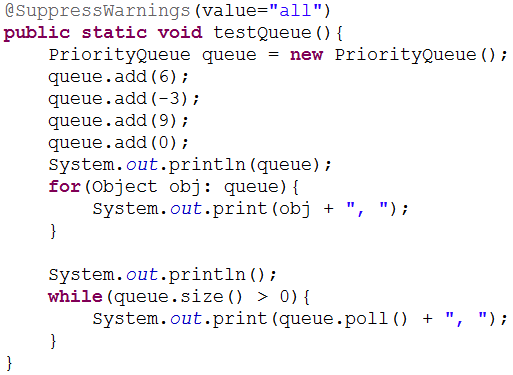 @SuppressWarnings(value="all")
public static void testQueue(){
    PriorityQueue queue = new PriorityQueue();
    queue.add(6);
    queue.add(-3);
    queue.add(9);
    queue.add(0);
    System.out.println(queue);
    for(Object obj: queue){
        System.out.print(obj + ", ");
    }

    System.out.println();
    while(queue.size() > 0){
        System.out.print(queue.poll() + ", ");
    }
}